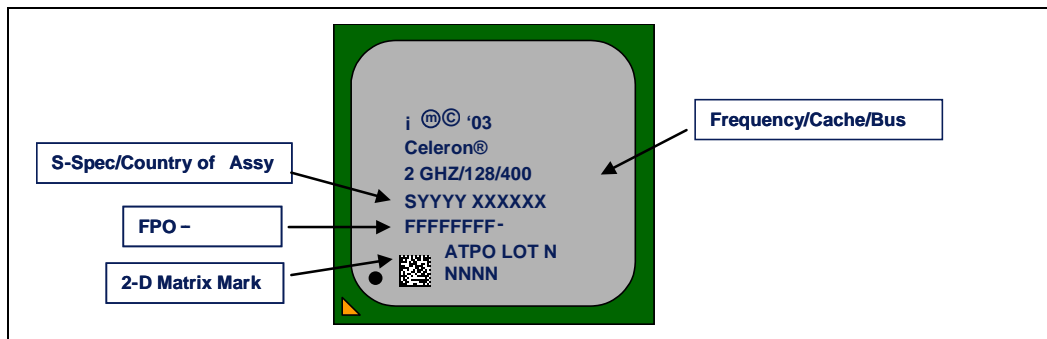 i ⓜ© '03
Celeron®
2 GHZ/128/400
SYYYY XXXXXX
FFFFFFFF-
ATPO LOT N
NNNN
Frequency/Cache/Bus
S-Spec/Country of Assy
FPO –
2-D Matrix Mark